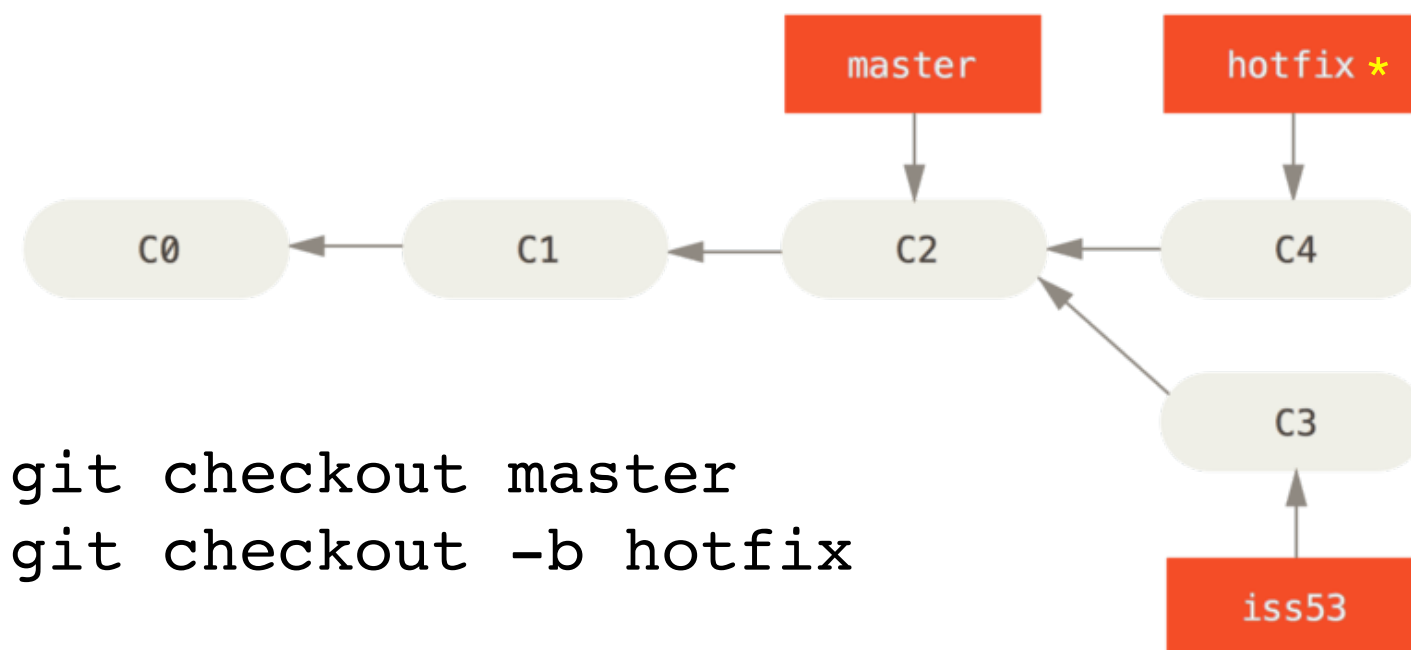 master
hotfix *
C0
C1
C2
C4
C3
git checkout master
git checkout -b hotfix
iss53